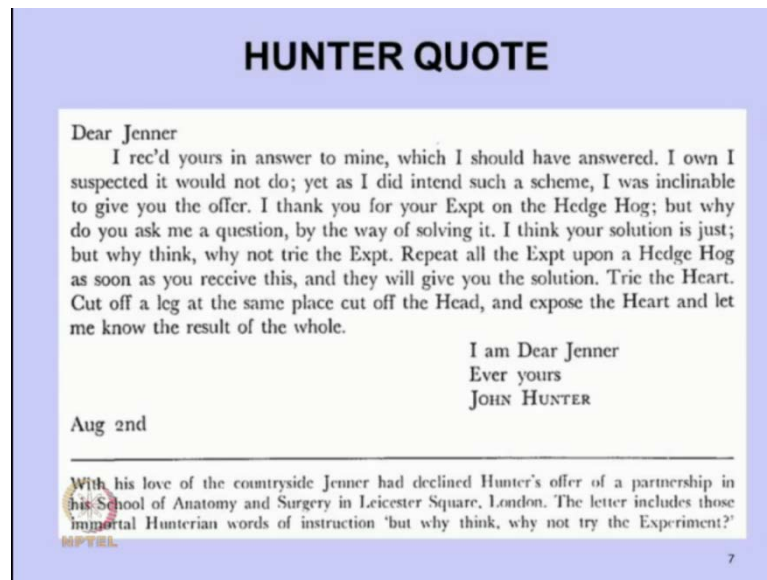 HUNTER QUOTE
Dear Jenner
I rec'd yours in answer to mine, which I should have answered. I own I
suspected it would not do; yet as I did intend such a scheme, I was inclinable
to give you the offer. I thank you for your Expt on the Hedge Hog; but why
do you ask me a question, by the way of solving it. I think your solution is just;
but why think, why not trie the Expt. Repeat all the Expt upon a Hedge Hog
as soon as you receive this, and they will give you the solution. Trie the Heart.
Cut off a leg at the same place cut off the Head, and expose the Heart and let
me know the result of the whole.
I am Dear Jenner
Ever yours
JOHN HUNTER
Aug 2nd
With his love of the countryside Jenner had declined Hunter's offer of a partnership in
his School of Anatomy and Surgery in Leicester Square, London. The letter includes those
immortal Hunterian words of instruction 'but why think, why not try the Experiment?'
NPTEL
7